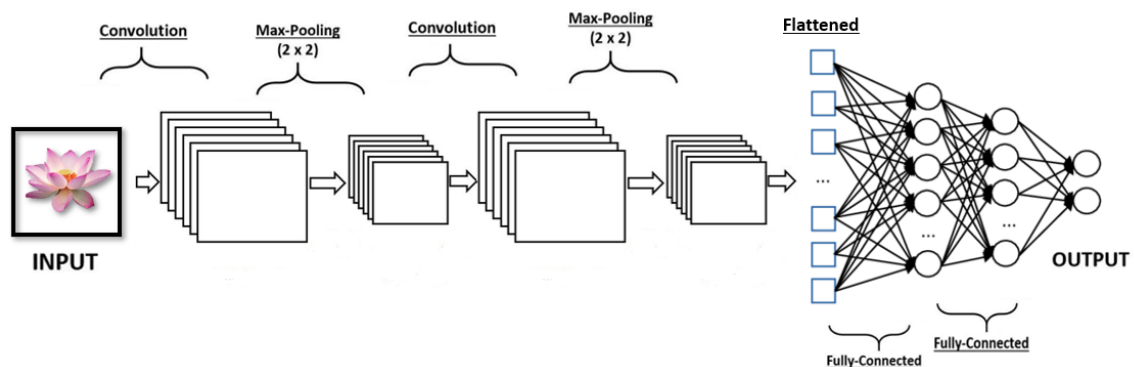 Convolution
Max-Pooling
(2 x 2)
Convolution
Max-Pooling
(2 x 2)
Flattened
INPUT
...
...
...
OUTPUT
Fully-Connected
Fully-Connected